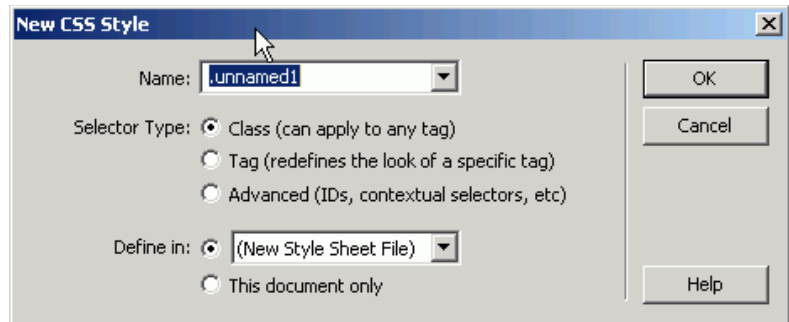 New CSS Style
Name: .unnamed1
OK
Selector Type: Class (can apply to any tag)
Cancel
Tag (redefines the look of a specific tag)
Advanced (IDs, contextual selectors, etc)
Define in: (New Style Sheet File)
This document only
Help